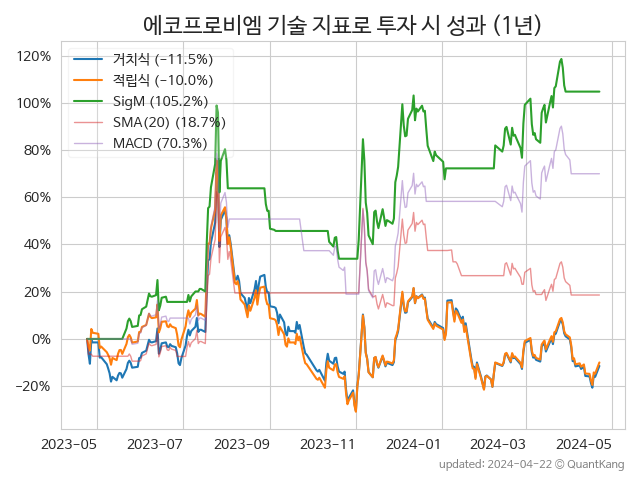 에코프로비엠 기술 지표로 투자 시 성과 (1년)
거치식 (−11.5%)
적립식 (−10.0%)
SigM (105.2%)
SMA(20) (18.7%)
MACD (70.3%)
120%
100%
80%
60%
40%
20%
0%
−20%
2023-05 2023-07 2023-09 2023-11 2024-01 2024-03 2024-05
updated: 2024-04-22 ⓒ QuantKang